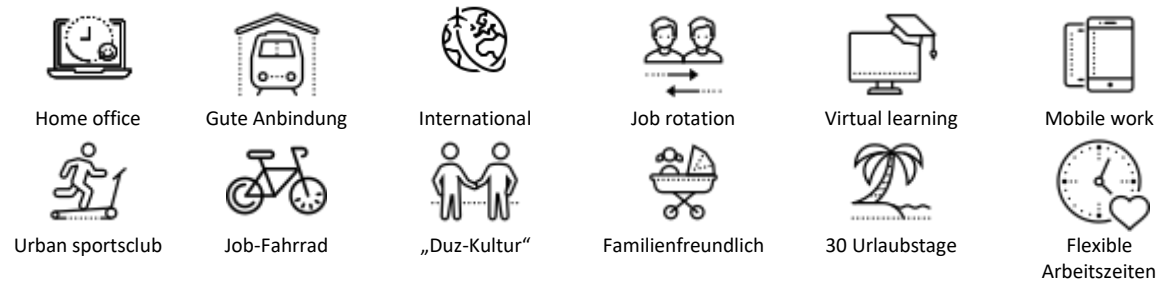 Home office
Gute Anbindung
International
Job rotation
Virtual learning
Mobile work
Urban sportsclub
Job-Fahrrad
„Duz-Kultur“
Familienfreundlich
30 Urlaubstage
Flexible
Arbeitszeiten